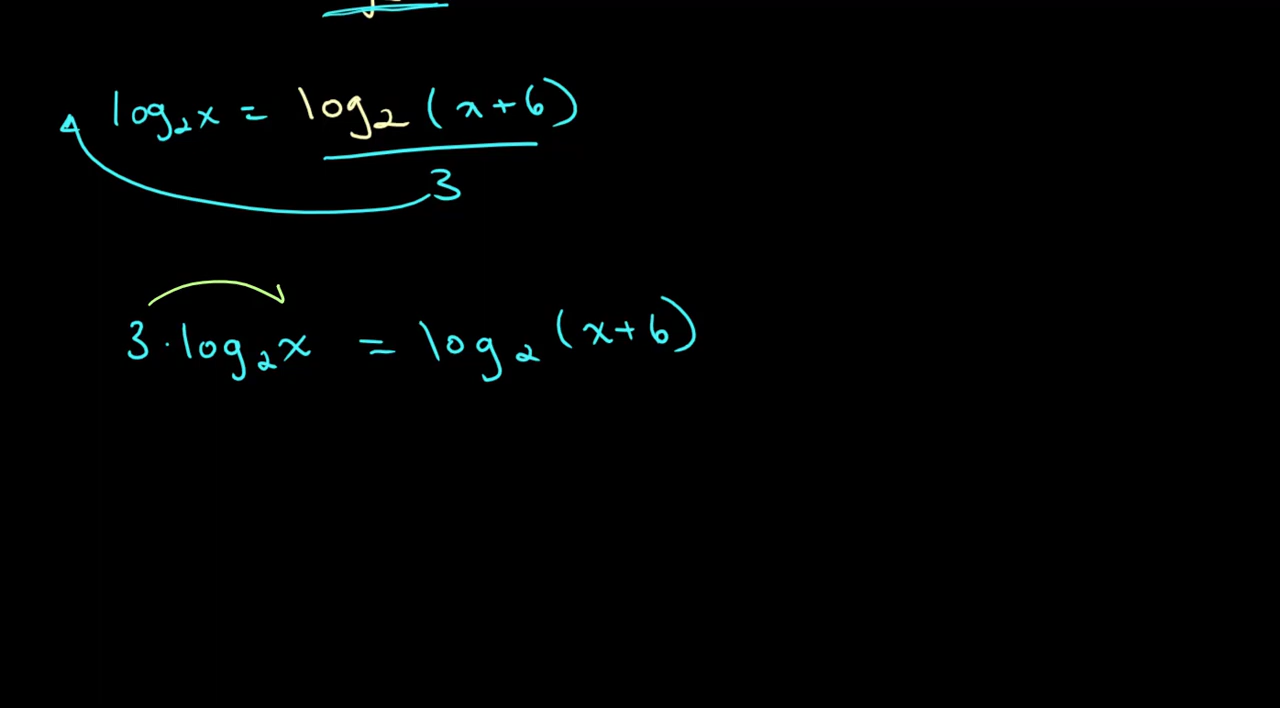 log₂x = log₂(x+6)
3
3·log₂x = log₂(x+6)